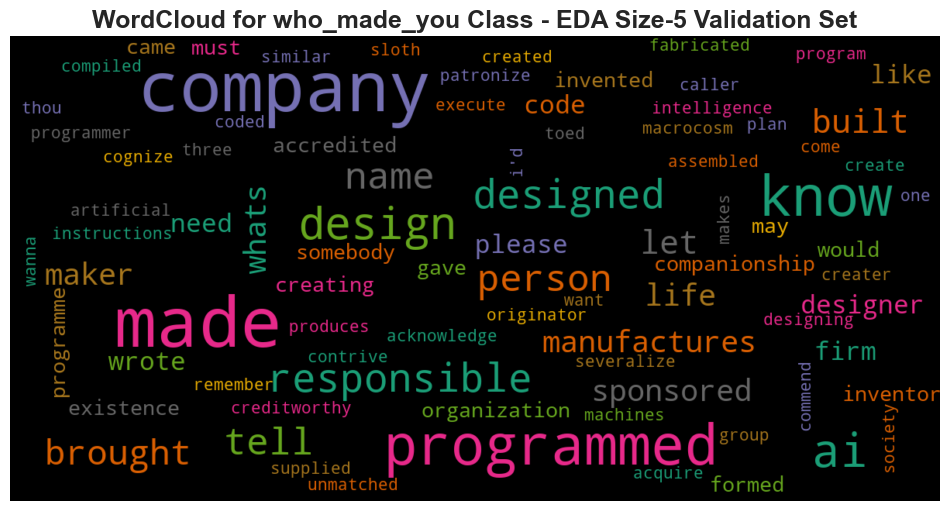 WordCloud for who_made_you Class - EDA Size-5 Validation Set
came must similar sloth created fabricated program
compiled company patronize invented caller like
thou coded execute code intelligence built
programmer three accredited toed macrocosm plan come
cognize i'd assembled create
name designed know one
artificial whats design makes
instructions need please let may
wanna somebody would
maker gave person companionship creater
creating life
programme made produces want originator designer
acknowledge manufactures designing
wrote contrive severalize firm
remember responsible commend
existence creditworthy organization sponsored machines inventor
brought tell programmed group ai society
supplied acquire
unmatched formed